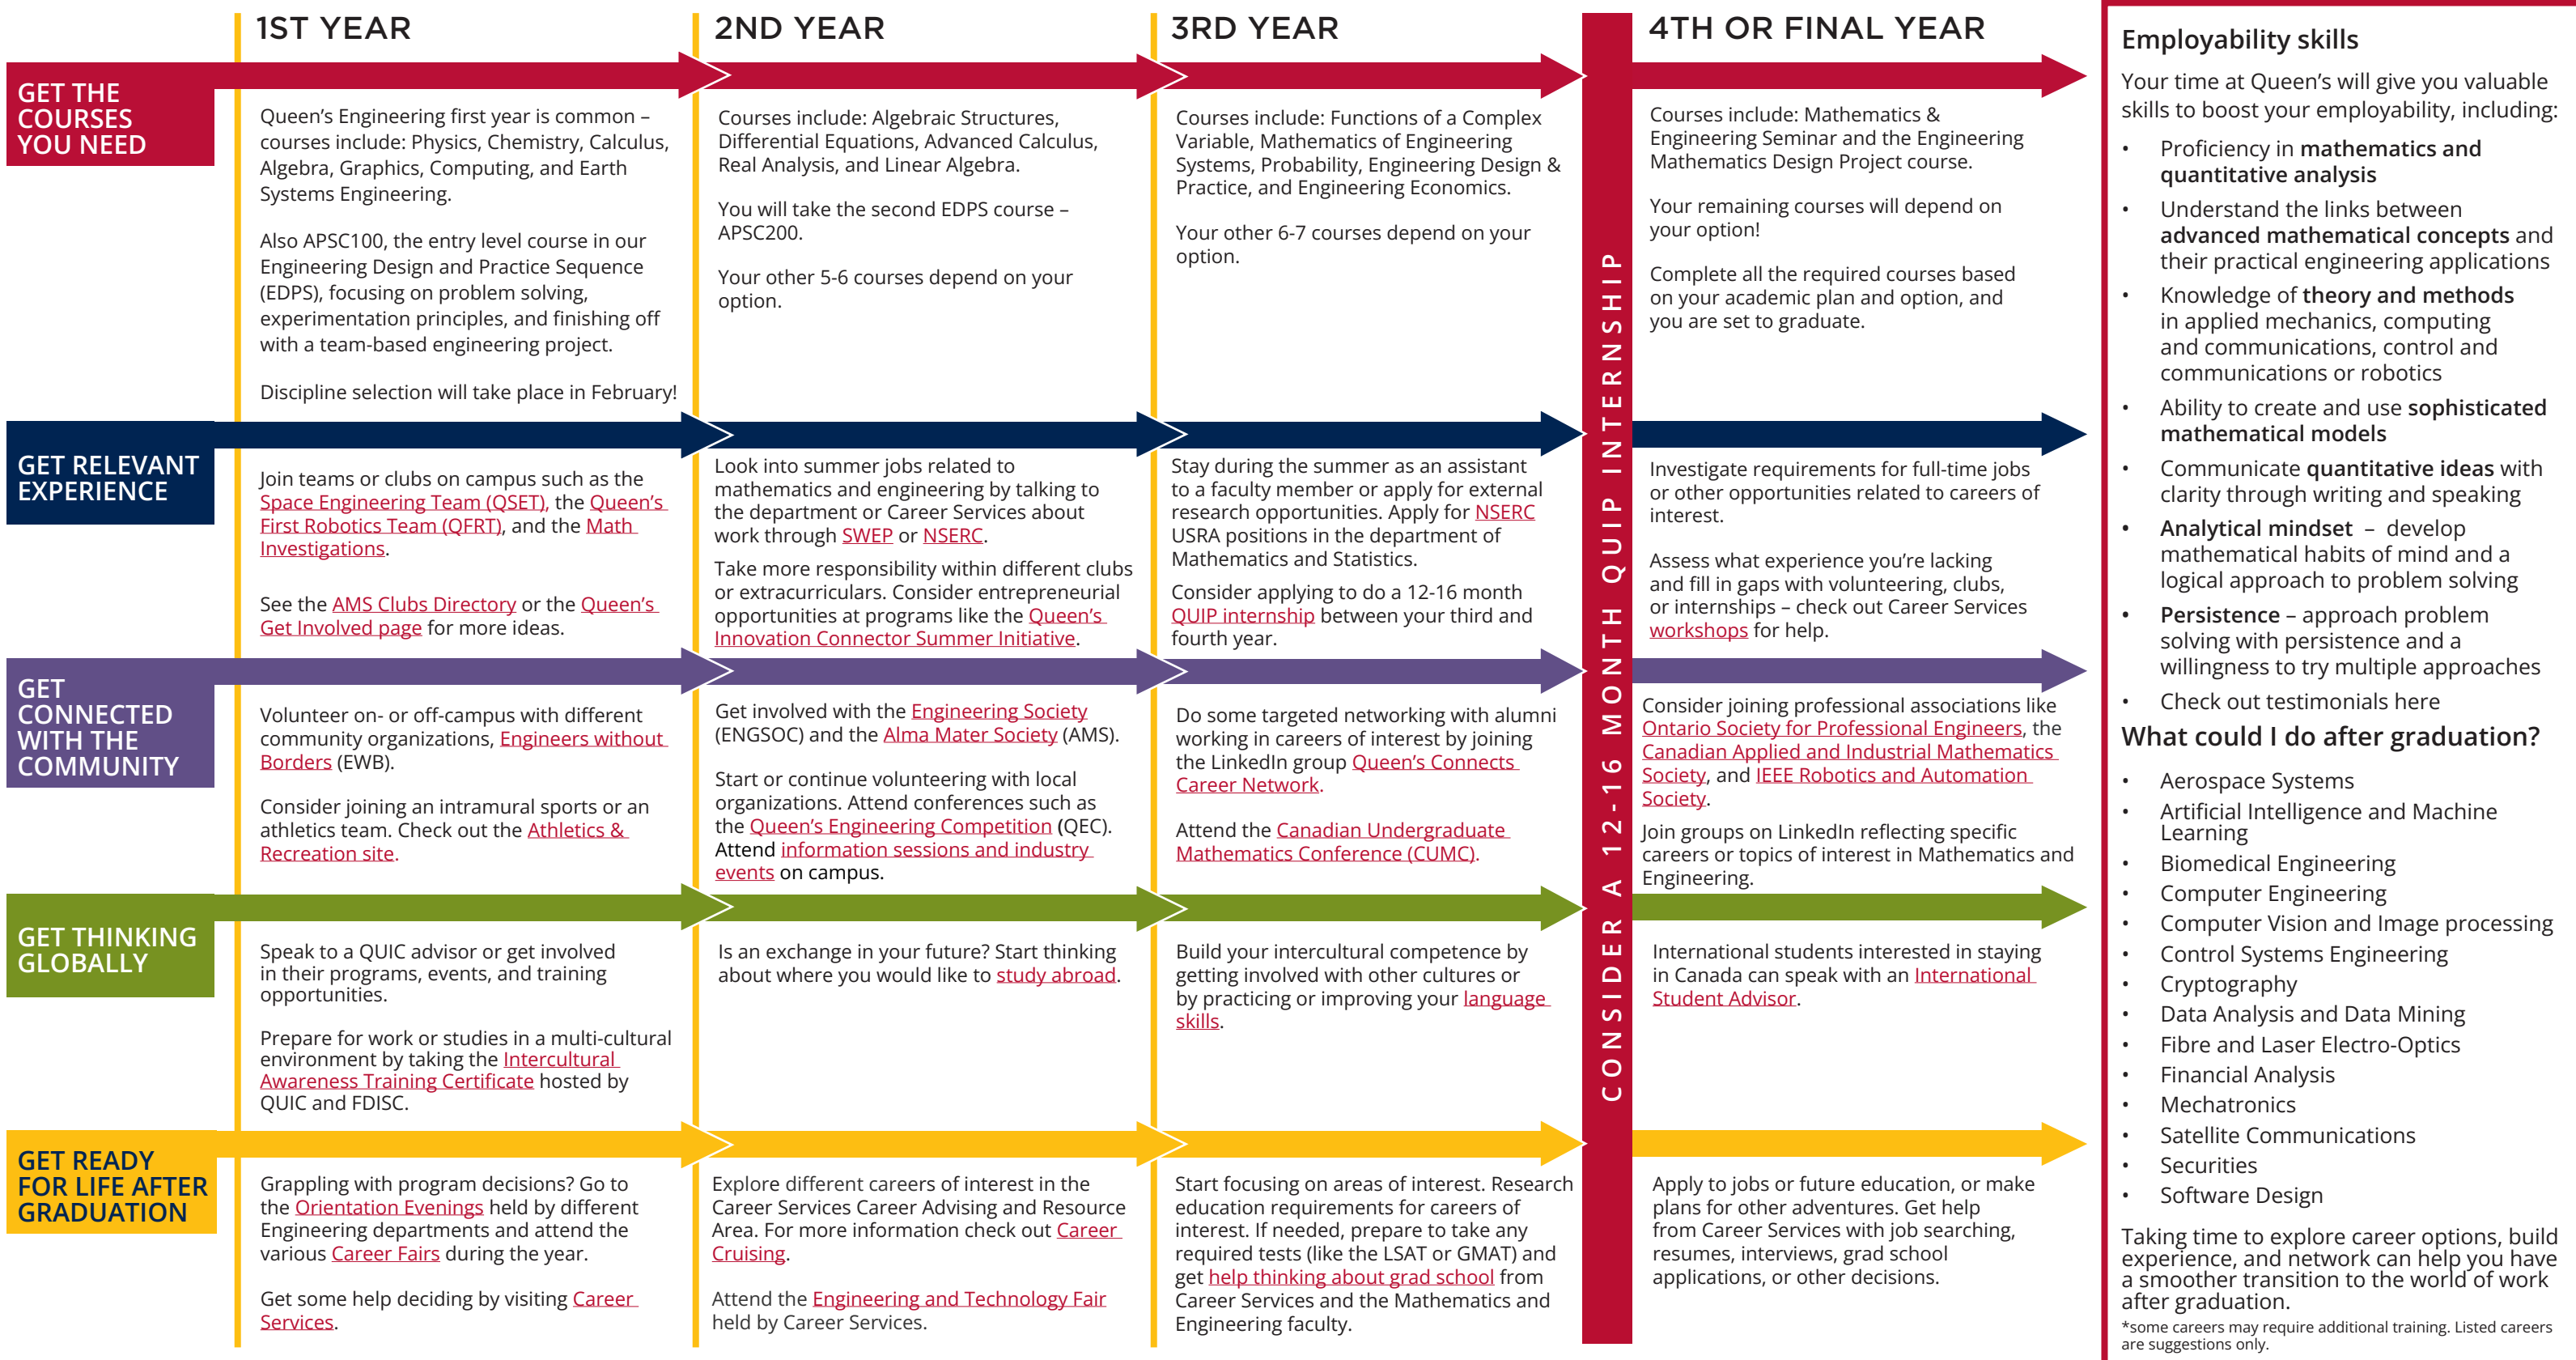 1ST YEAR
2ND YEAR
3RD YEAR
4TH OR FINAL YEAR
GET THE
COURSES
YOU NEED
Queen's Engineering first year is common –
courses include: Physics, Chemistry, Calculus,
Algebra, Graphics, Computing, and Earth
Systems Engineering.
Also APSC100, the entry level course in our
Engineering Design and Practice Sequence
(EDPS), focusing on problem solving,
experimentation principles, and finishing off
with a team-based engineering project.
Discipline selection will take place in February!
Courses include: Algebraic Structures,
Differential Equations, Advanced Calculus,
Real Analysis, and Linear Algebra.
You will take the second EDPS course –
APSC200.
Your other 5-6 courses depend on your
option.
Courses include: Functions of a Complex
Variable, Mathematics of Engineering
Systems, Probability, Engineering Design &
Practice, and Engineering Economics.
Your other 6-7 courses depend on your
option.
Courses include: Mathematics &
Engineering Seminar and the Engineering
Mathematics Design Project course.
Your remaining courses will depend on
your option!
Complete all the required courses based
on your academic plan and option, and
you are set to graduate.
GET RELEVANT
EXPERIENCE
Join teams or clubs on campus such as the
Space Engineering Team (QSET), the Queen's
First Robotics Team (QFRT), and the Math
Investigations.
See the AMS Clubs Directory or the Queen's
Get Involved page for more ideas.
Look into summer jobs related to
mathematics and engineering by talking to
the department or Career Services about
work through SWEP or NSERC.
Take more responsibility within different clubs
or extracurriculars. Consider entrepreneurial
opportunities at programs like the Queen's
Innovation Connector Summer Initiative.
Stay during the summer as an assistant
to a faculty member or apply for external
research opportunities. Apply for NSERC
USRA positions in the department of
Mathematics and Statistics.
Consider applying to do a 12-16 month
QUIP internship between your third and
fourth year.
Investigate requirements for full-time jobs
or other opportunities related to careers of
interest.
Assess what experience you're lacking
and fill in gaps with volunteering, clubs,
or internships – check out Career Services
workshops for help.
GET
CONNECTED
WITH THE
COMMUNITY
Volunteer on- or off-campus with different
community organizations, Engineers without
Borders (EWB).
Consider joining an intramural sports or an
athletics team. Check out the Athletics &
Recreation site.
Get involved with the Engineering Society
(ENGSOC) and the Alma Mater Society (AMS).
Start or continue volunteering with local
organizations. Attend conferences such as
the Queen's Engineering Competition (QEC).
Attend information sessions and industry
events on campus.
Do some targeted networking with alumni
working in careers of interest by joining
the LinkedIn group Queen's Connects
Career Network.
Attend the Canadian Undergraduate
Mathematics Conference (CUMC).
Consider joining professional associations like
Ontario Society for Professional Engineers, the
Canadian Applied and Industrial Mathematics
Society, and IEEE Robotics and Automation
Society.
Join groups on LinkedIn reflecting specific
careers or topics of interest in Mathematics and
Engineering.
GET THINKING
GLOBALLY
Speak to a QUIC advisor or get involved
in their programs, events, and training
opportunities.
Prepare for work or studies in a multi-cultural
environment by taking the Intercultural
Awareness Training Certificate hosted by
QUIC and FDISC.
Is an exchange in your future? Start thinking
about where you would like to study abroad.
Build your intercultural competence by
getting involved with other cultures or
by practicing or improving your language
skills.
International students interested in staying
in Canada can speak with an International
Student Advisor.
GET READY
FOR LIFE AFTER
GRADUATION
Grappling with program decisions? Go to
the Orientation Evenings held by different
Engineering departments and attend the
various Career Fairs during the year.
Get some help deciding by visiting Career
Services.
Explore different careers of interest in the
Career Services Career Advising and Resource
Area. For more information check out Career
Cruising.
Attend the Engineering and Technology Fair
held by Career Services.
Start focusing on areas of interest. Research
education requirements for careers of
interest. If needed, prepare to take any
required tests (like the LSAT or GMAT) and
get help thinking about grad school from
Career Services and the Mathematics and
Engineering faculty.
Apply to jobs or future education, or make
plans for other adventures. Get help
from Career Services with job searching,
resumes, interviews, grad school
applications, or other decisions.
CONSIDER A 12-16 MONTH QUIP INTERNSHIP
Employability skills
Your time at Queen's will give you valuable
skills to boost your employability, including:
• Proficiency in mathematics and
quantitative analysis
• Understand the links between
advanced mathematical concepts and
their practical engineering applications
• Knowledge of theory and methods
in applied mechanics, computing
and communications, control and
communications or robotics
• Ability to create and use sophisticated
mathematical models
• Communicate quantitative ideas with
clarity through writing and speaking
• Analytical mindset – develop
mathematical habits of mind and a
logical approach to problem solving
• Persistence – approach problem
solving with persistence and a
willingness to try multiple approaches
• Check out testimonials here
What could I do after graduation?
• Aerospace Systems
• Artificial Intelligence and Machine
Learning
• Biomedical Engineering
• Computer Engineering
• Computer Vision and Image processing
• Control Systems Engineering
• Cryptography
• Data Analysis and Data Mining
• Fibre and Laser Electro-Optics
• Financial Analysis
• Mechatronics
• Satellite Communications
• Securities
• Software Design
Taking time to explore career options, build
experience, and network can help you have
a smoother transition to the world of work
after graduation.
*some careers may require additional training. Listed careers
are suggestions only.